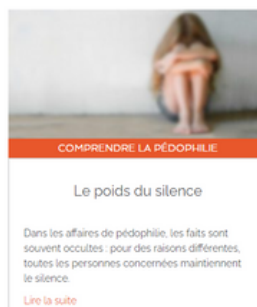 COMPRENDRE LA PÉDOPHILIE
Le poids du silence
Dans les affaires de pédophilie, les faits sont
souvent occultés : pour des raisons différentes,
toutes les personnes concernées maintiennent
le silence.
Lire la suite